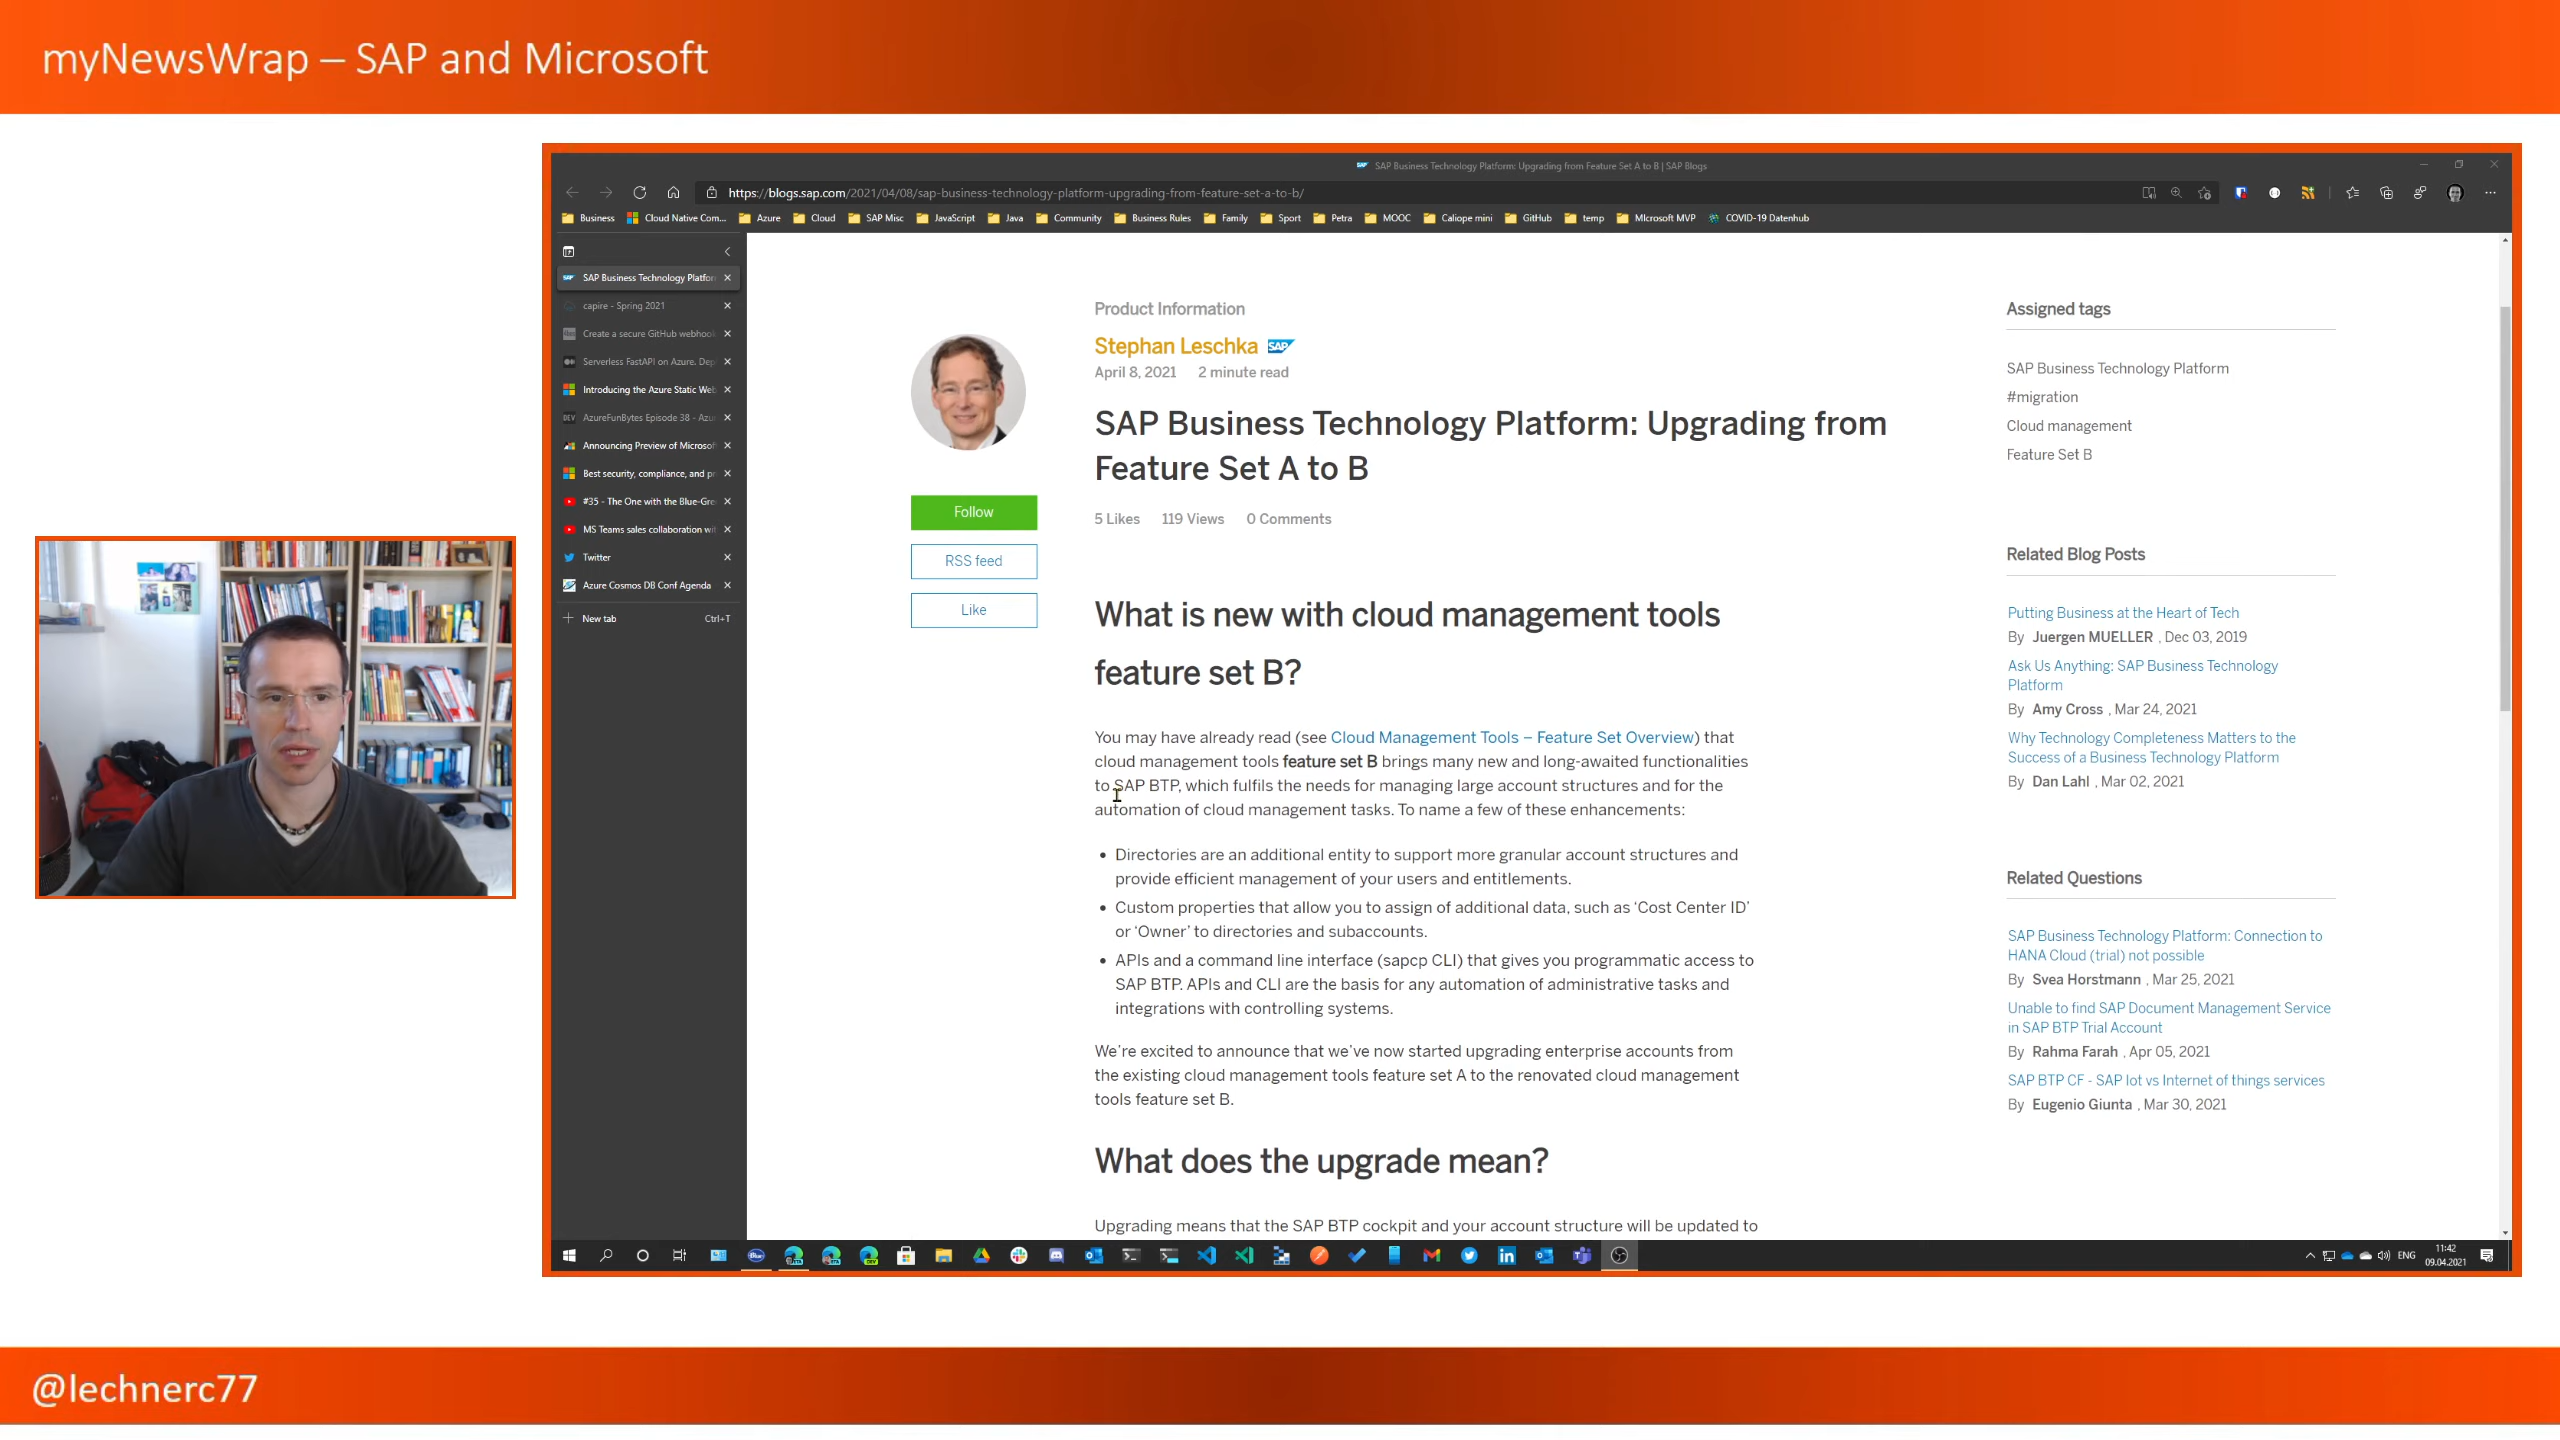 myNewsWrap – SAP and Microsoft
SAP Business Technology Platform: Upgrading from Feature Set A to B | SAP Blogs
https://blogs.sap.com/2021/04/08/sap-business-technology-platform-upgrading-from-feature-set-a-to-b/
Business
Cloud Native Com...
Azure
Cloud
SAP Misc
JavaScript
Java
Community
Business Rules
Family
Sport
Petra
MOOC
Caliope mini
GitHub
temp
MIcrosoft MVP
COVID-19 Datenhub
SAP Business Technology Platfor
capire - Spring 2021
Create a secure GitHub webhook
Serverless FastAPI on Azure. Dep
Introducing the Azure Static Web
AzureFunBytes Episode 38 - Azu
Announcing Preview of Microsof
Best security, compliance, and pr
#35 - The One with the Blue-Gre
MS Teams sales collaboration wit
Twitter
Azure Cosmos DB Conf Agenda
New tab
Ctrl+T
Product Information
Stephan Leschka SAP
April 8, 2021 2 minute read
SAP Business Technology Platform: Upgrading from
Feature Set A to B
5 Likes 119 Views 0 Comments
Follow
RSS feed
Like
What is new with cloud management tools
feature set B?
You may have already read (see Cloud Management Tools – Feature Set Overview) that
cloud management tools feature set B brings many new and long-awaited functionalities
to SAP BTP, which fulfils the needs for managing large account structures and for the
automation of cloud management tasks. To name a few of these enhancements:
• Directories are an additional entity to support more granular account structures and
provide efficient management of your users and entitlements.
• Custom properties that allow you to assign of additional data, such as ‘Cost Center ID’
or ‘Owner’ to directories and subaccounts.
• APIs and a command line interface (sapcp CLI) that gives you programmatic access to
SAP BTP. APIs and CLI are the basis for any automation of administrative tasks and
integrations with controlling systems.
We’re excited to announce that we’ve now started upgrading enterprise accounts from
the existing cloud management tools feature set A to the renovated cloud management
tools feature set B.
What does the upgrade mean?
Upgrading means that the SAP BTP cockpit and your account structure will be updated to
Assigned tags
SAP Business Technology Platform
#migration
Cloud management
Feature Set B
Related Blog Posts
Putting Business at the Heart of Tech
By Juergen MUELLER , Dec 03, 2019
Ask Us Anything: SAP Business Technology
Platform
By Amy Cross , Mar 24, 2021
Why Technology Completeness Matters to the
Success of a Business Technology Platform
By Dan Lahl , Mar 02, 2021
Related Questions
SAP Business Technology Platform: Connection to
HANA Cloud (trial) not possible
By Svea Horstmann , Mar 25, 2021
Unable to find SAP Document Management Service
in SAP BTP Trial Account
By Rahma Farah , Apr 05, 2021
SAP BTP CF - SAP Iot vs Internet of things services
By Eugenio Giunta , Mar 30, 2021
ENG
11:42
09.04.2021
@lechnerc77